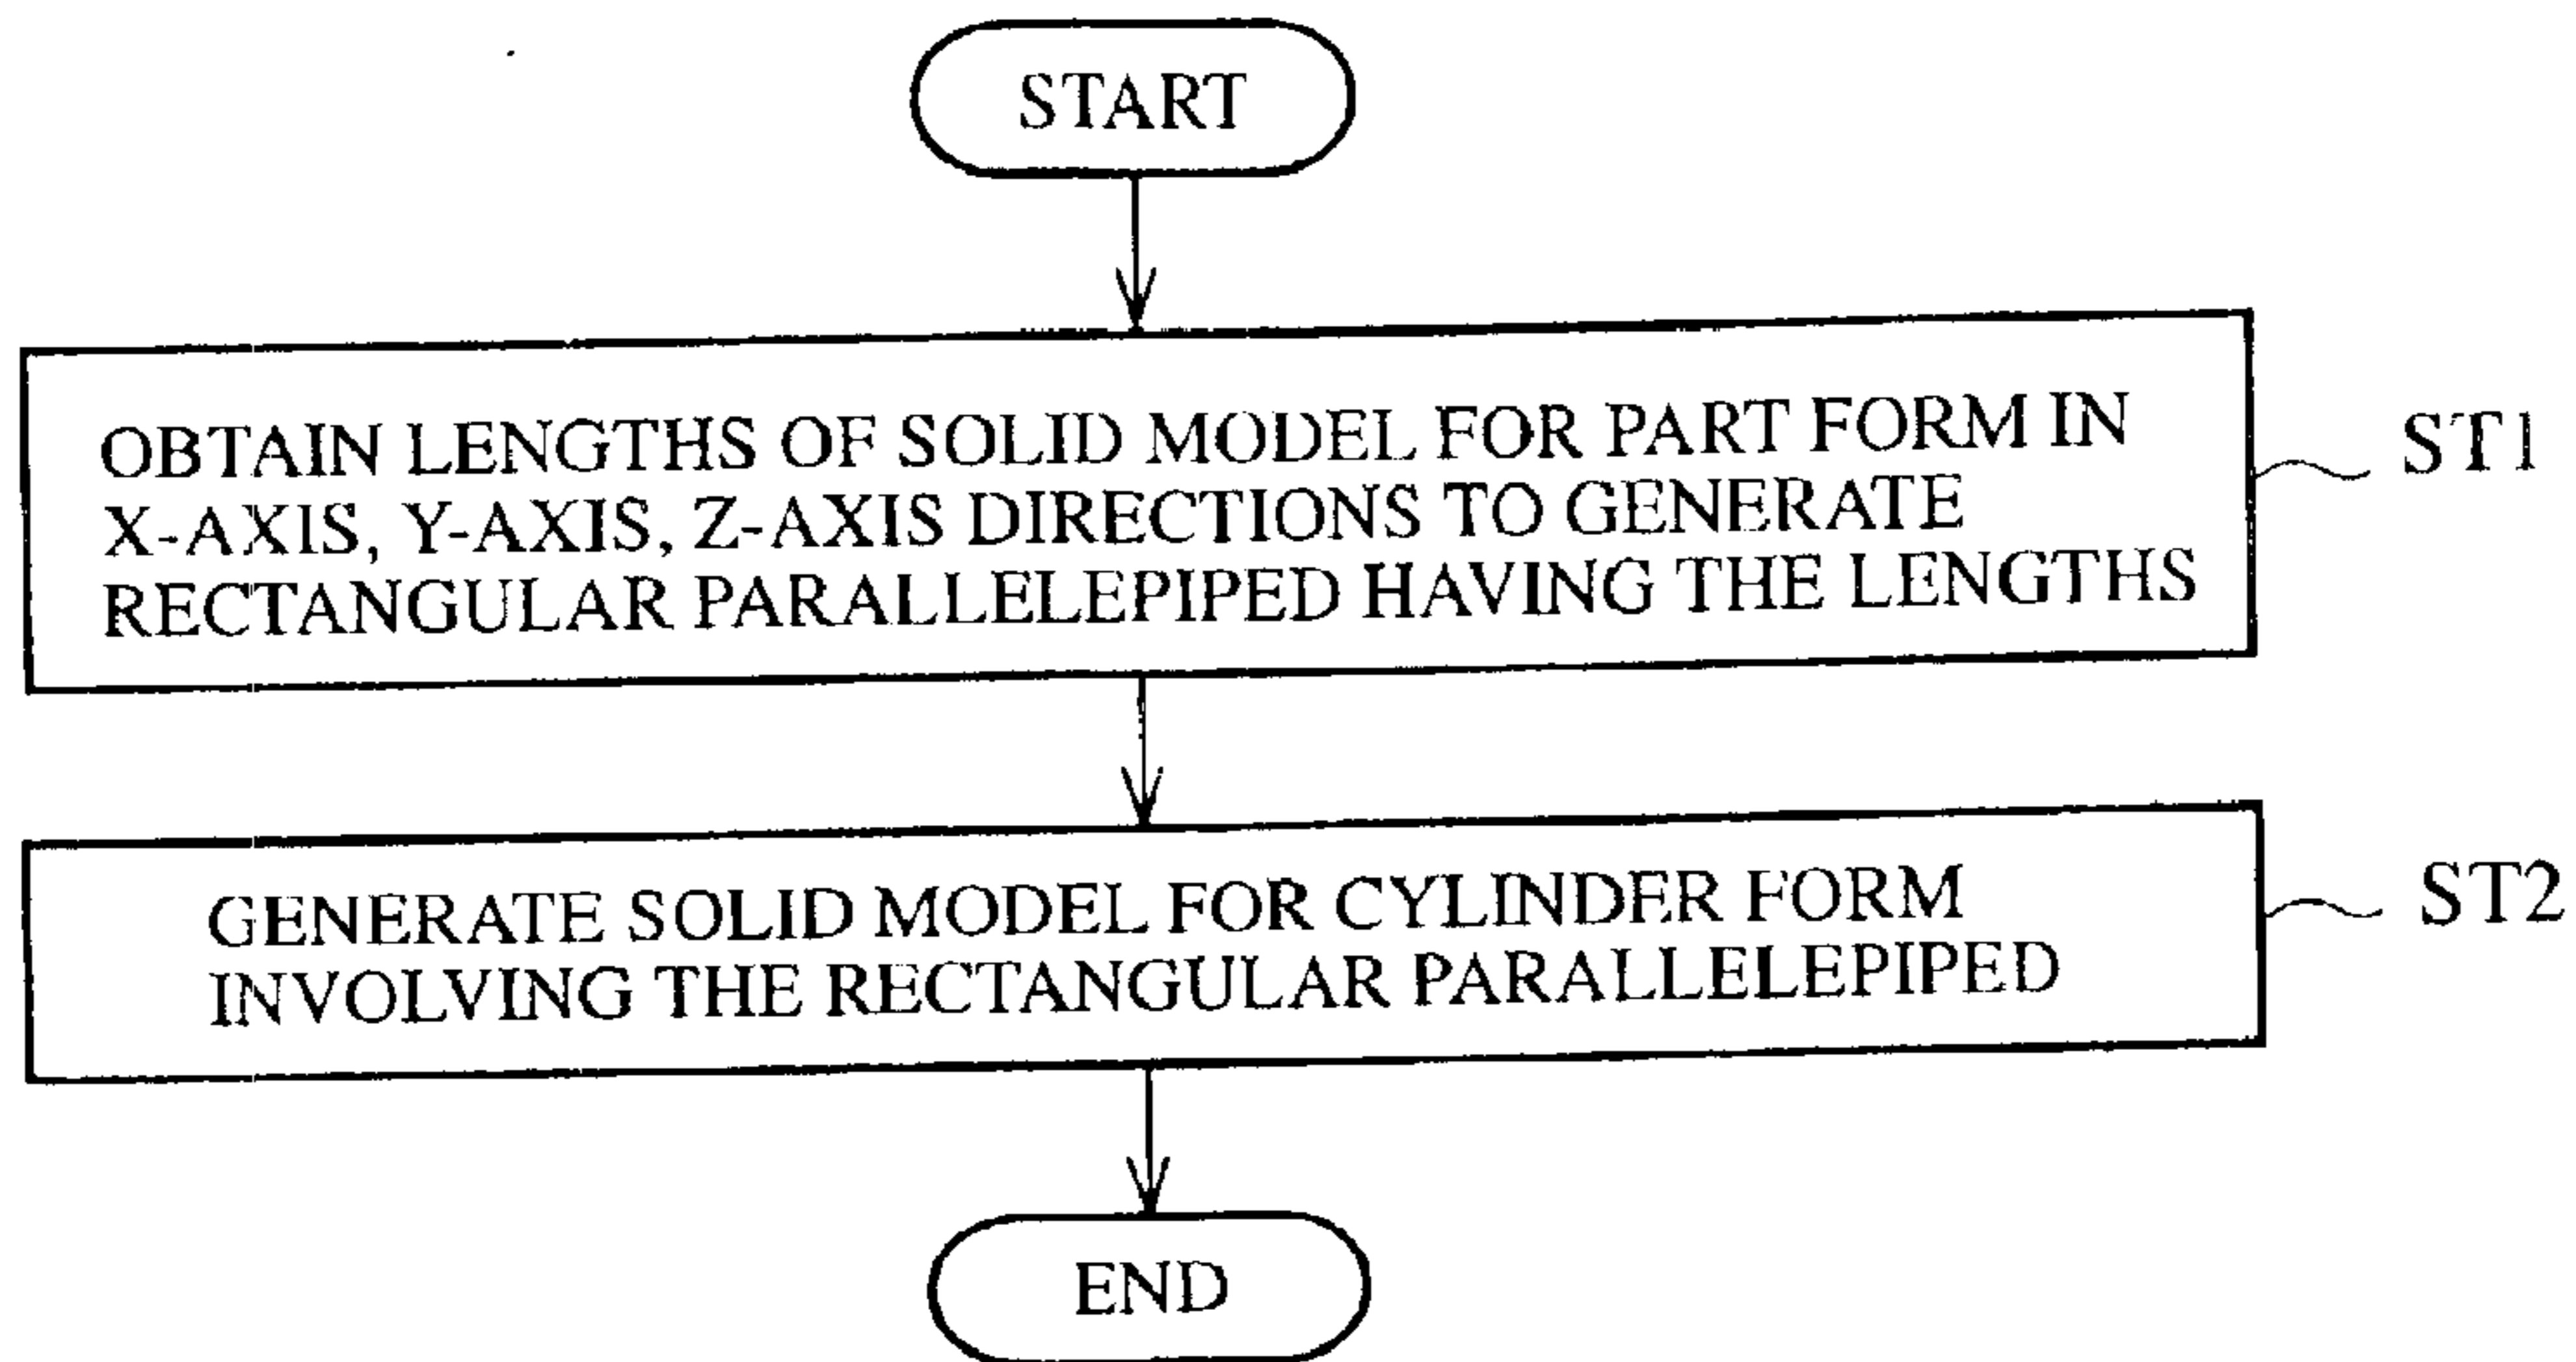 START
OBTAIN LENGTHS OF SOLID MODEL FOR PART FORM IN
X-AXIS, Y-AXIS, Z-AXIS DIRECTIONS TO GENERATE
RECTANGULAR PARALLELEPIPED HAVING THE LENGTHS
ST1
GENERATE SOLID MODEL FOR CYLINDER FORM
INVOLVING THE RECTANGULAR PARALLELEPIPED
ST2
END